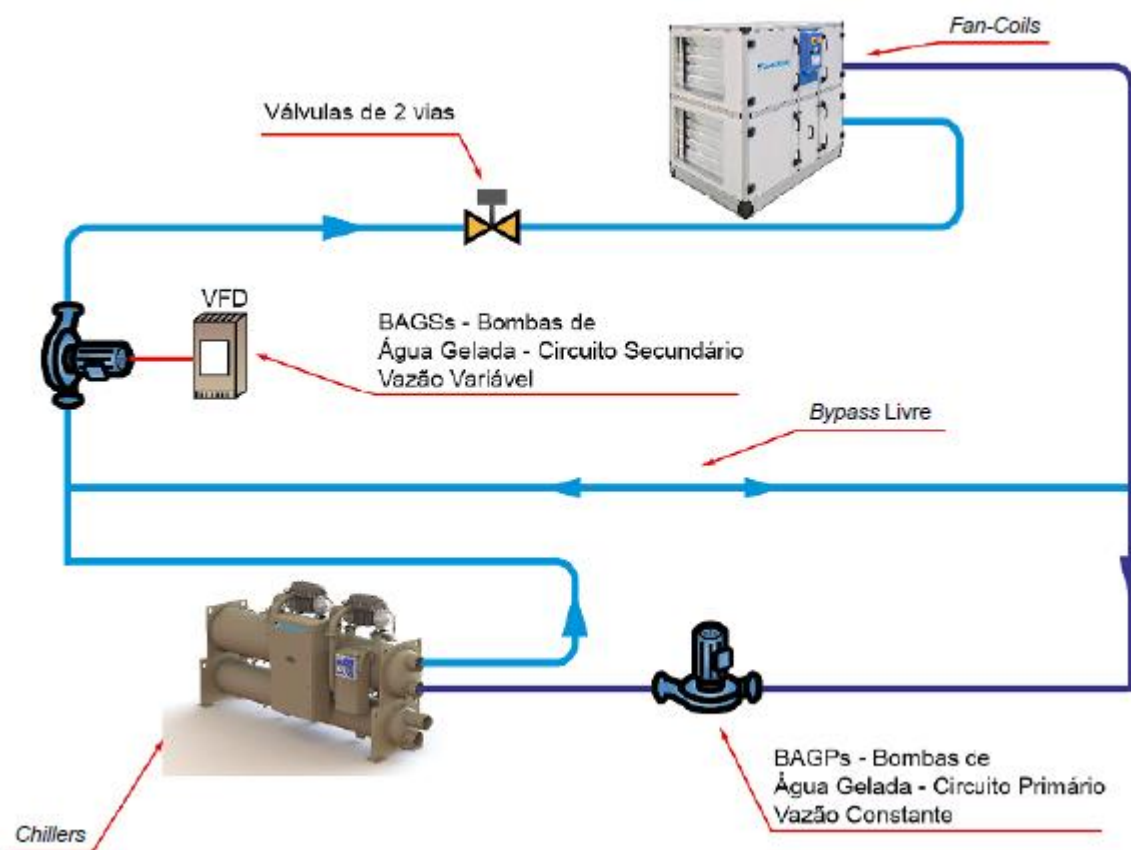 Fan-Coils
Válvulas de 2 vias
VFD
BAGSs - Bombas de
Água Gelada - Circuito Secundário
Vazão Variável
Bypass Livre
BAGPs - Bombas de
Água Gelada - Circuito Primário
Vazão Constante
Chillers